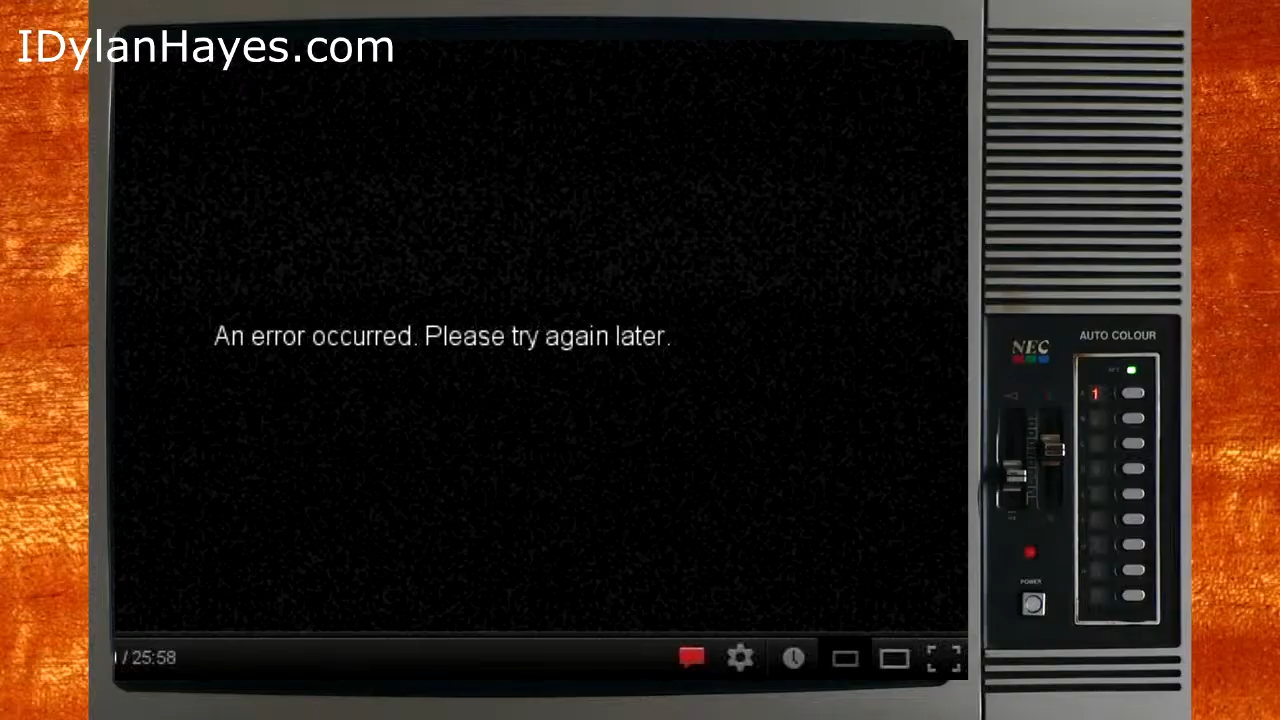 IDylanHayes.com
An error occurred. Please try again later.
/ 25:58
NEC
AUTO COLOUR
1
POWER